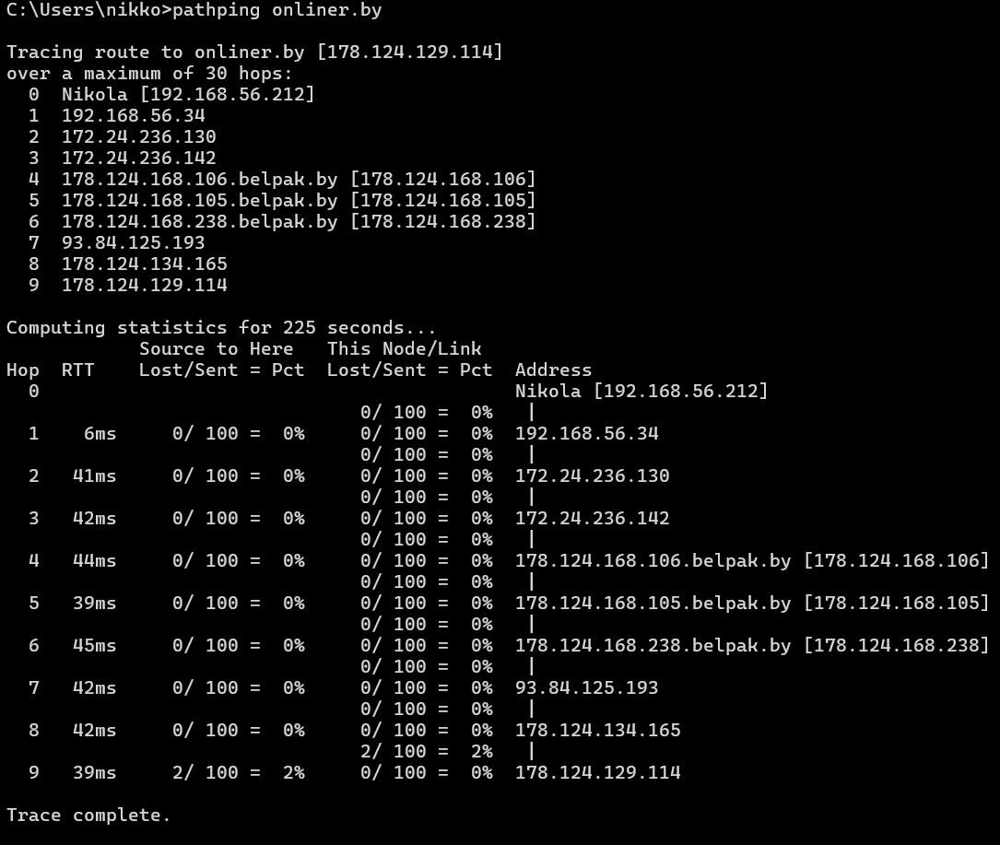 C:\Users\nikko>pathping onliner.by

Tracing route to onliner.by [178.124.129.114]
over a maximum of 30 hops:
  0  Nikola [192.168.56.212]
  1  192.168.56.34
  2  172.24.236.130
  3  172.24.236.142
  4  178.124.168.106.belpak.by [178.124.168.106]
  5  178.124.168.105.belpak.by [178.124.168.105]
  6  178.124.168.238.belpak.by [178.124.168.238]
  7  93.84.125.193
  8  178.124.134.165
  9  178.124.129.114

Computing statistics for 225 seconds...
            Source to Here   This Node/Link
Hop  RTT    Lost/Sent = Pct  Lost/Sent = Pct  Address
  0                                           Nikola [192.168.56.212]
                                0/ 100 =  0%   |
  1    6ms     0/ 100 =  0%     0/ 100 =  0%  192.168.56.34
                                0/ 100 =  0%   |
  2   41ms     0/ 100 =  0%     0/ 100 =  0%  172.24.236.130
                                0/ 100 =  0%   |
  3   42ms     0/ 100 =  0%     0/ 100 =  0%  172.24.236.142
                                0/ 100 =  0%   |
  4   44ms     0/ 100 =  0%     0/ 100 =  0%  178.124.168.106.belpak.by [178.124.168.106]
                                0/ 100 =  0%   |
  5   39ms     0/ 100 =  0%     0/ 100 =  0%  178.124.168.105.belpak.by [178.124.168.105]
                                0/ 100 =  0%   |
  6   45ms     0/ 100 =  0%     0/ 100 =  0%  178.124.168.238.belpak.by [178.124.168.238]
                                0/ 100 =  0%   |
  7   42ms     0/ 100 =  0%     0/ 100 =  0%  93.84.125.193
                                0/ 100 =  0%   |
  8   42ms     0/ 100 =  0%     0/ 100 =  0%  178.124.134.165
                                2/ 100 =  2%   |
  9   39ms     2/ 100 =  2%     0/ 100 =  0%  178.124.129.114

Trace complete.